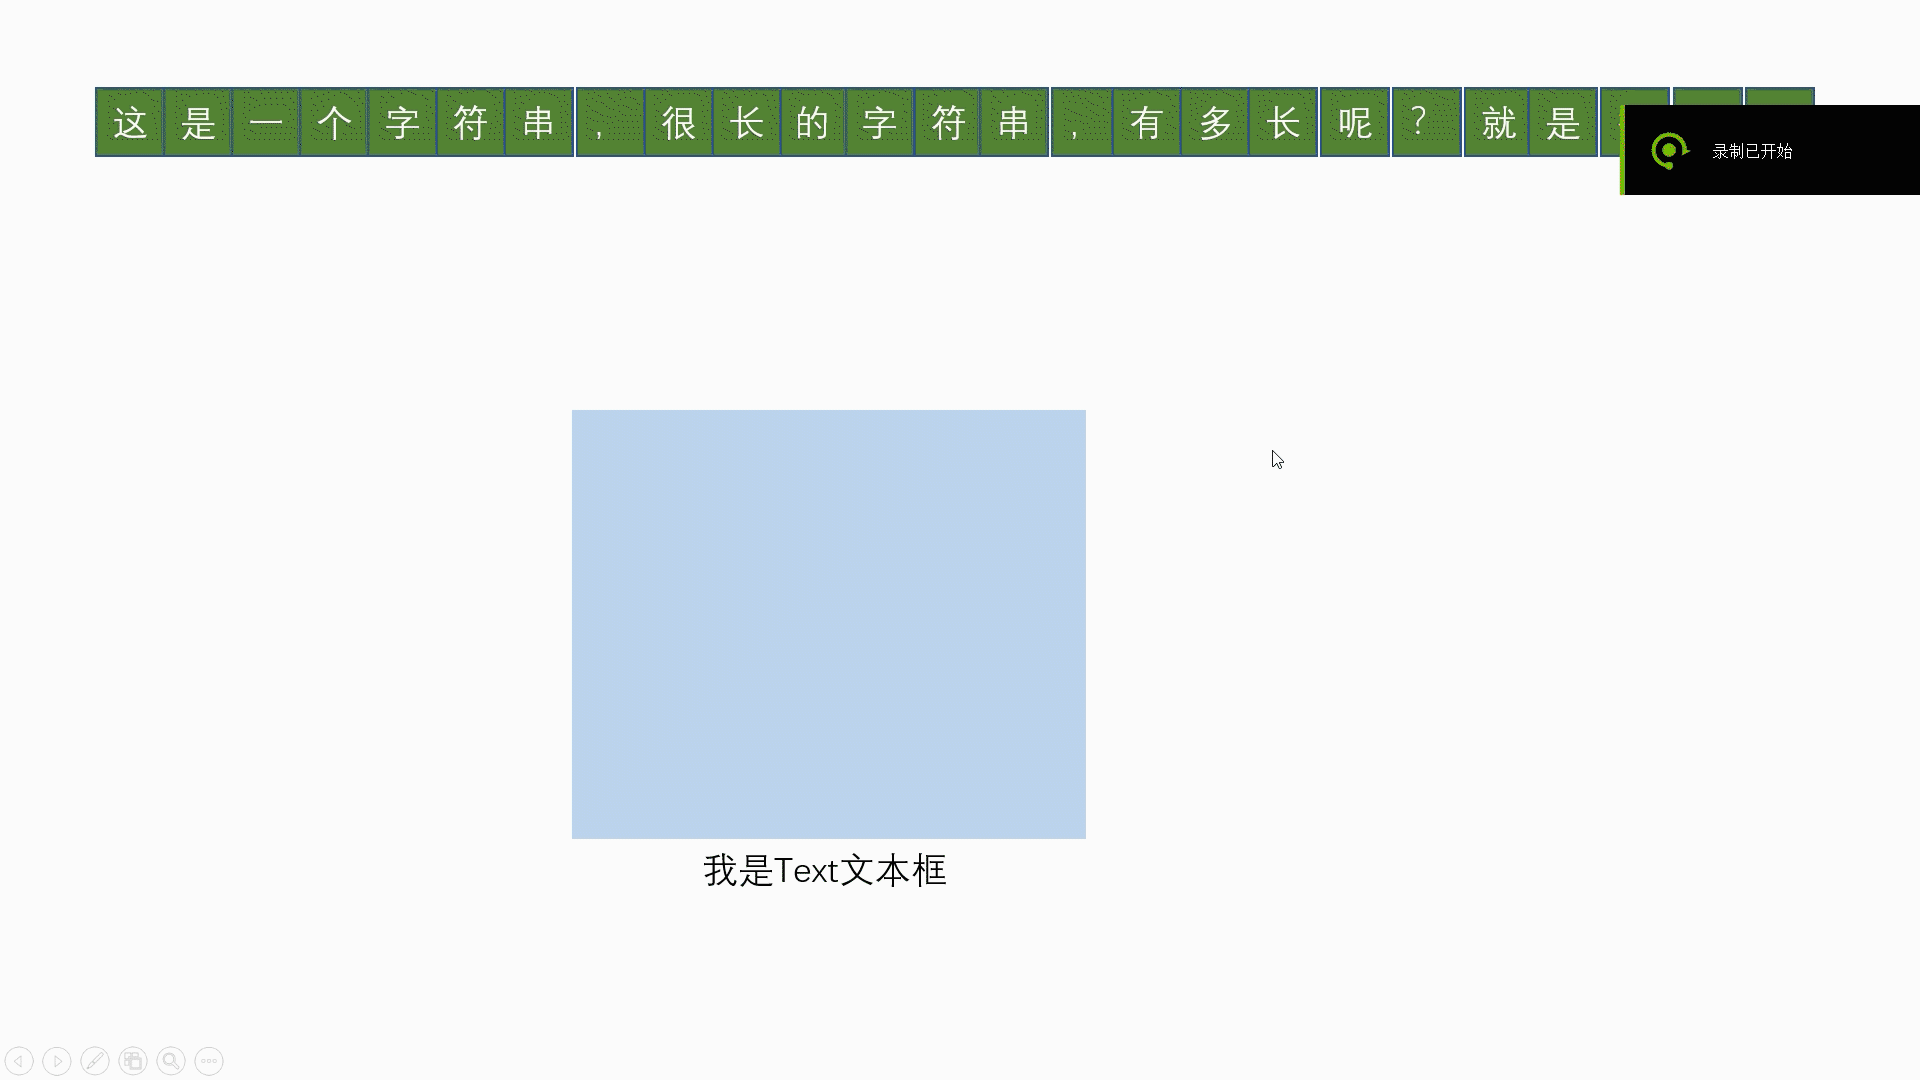 这是一个字符串，很长的字符串，有多长呢？就是
录制已开始
我是Text文本框